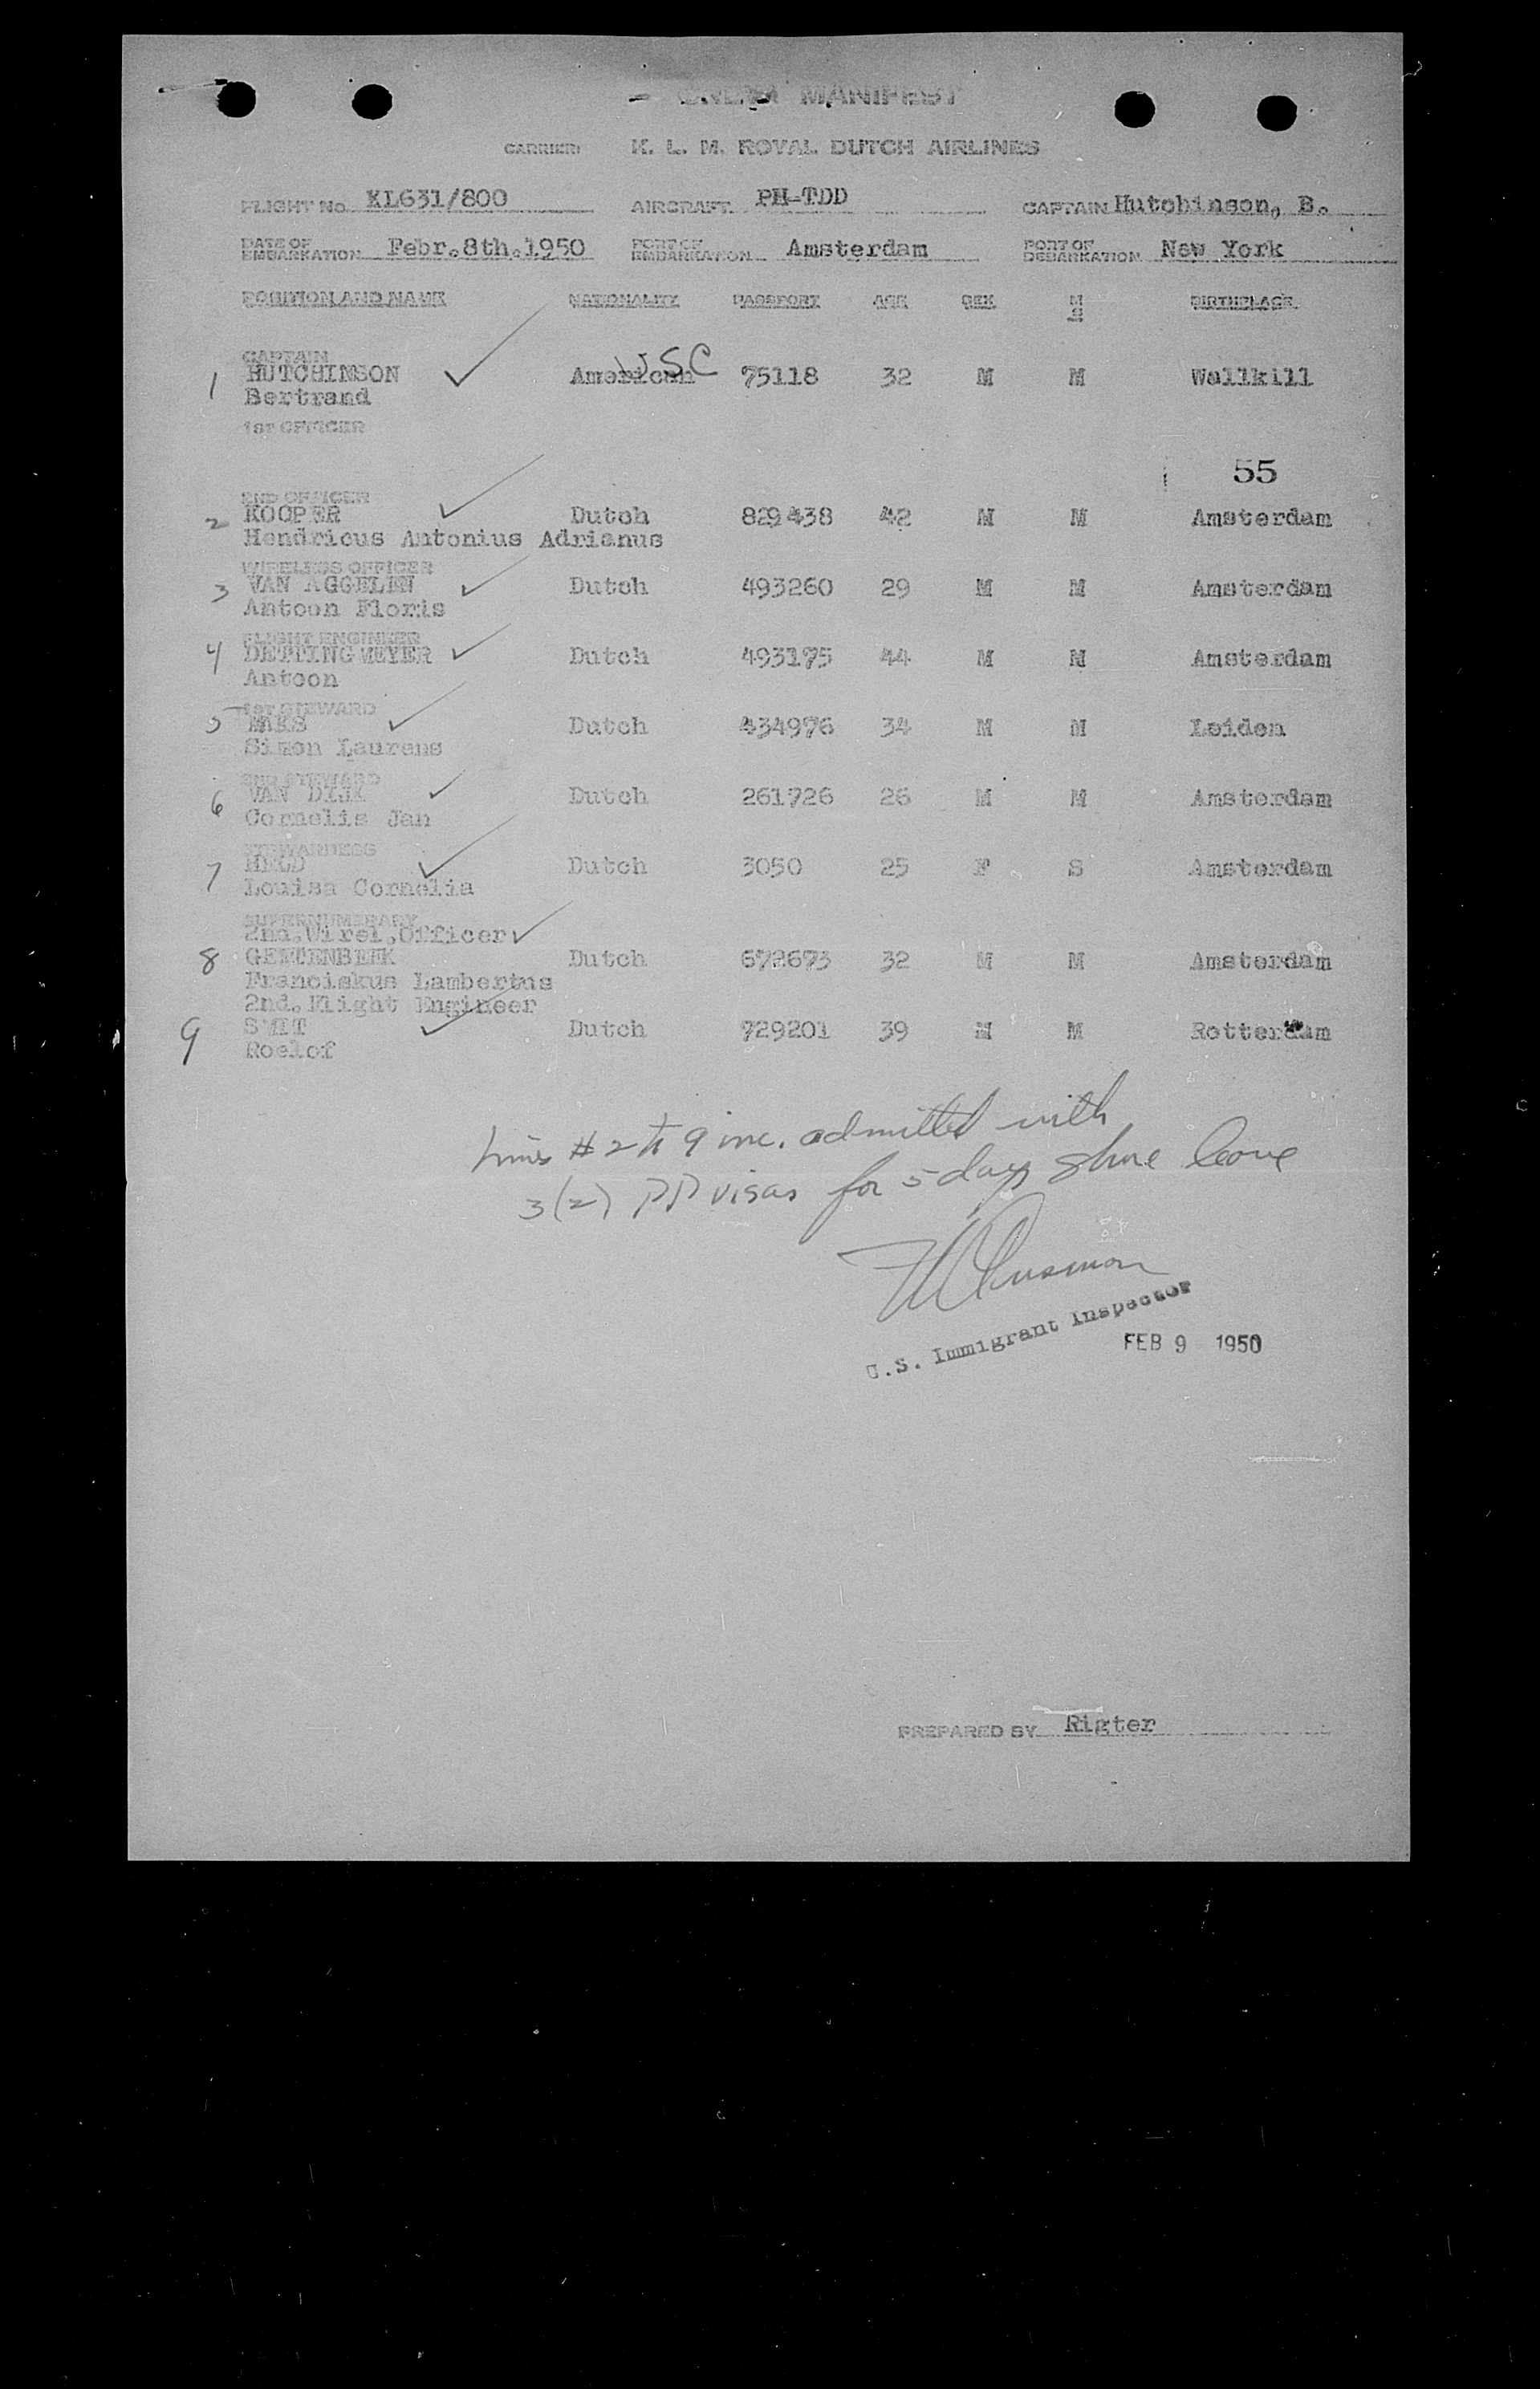 CREW MANIFEST
CARRIER: K. L. M. ROYAL DUTCH AIRLINES
FLIGHT No. KL631/800 AIRCRAFT PH-TDD CAPTAIN Hutchinson, B.
DATE OF EMBARKATION Febr.8th.1950 PORT OF EMBARKATION Amsterdam PORT OF DEBARKATION New York
POSITION AND NAME NATIONALITY PASSPORT AGE SEX M S BIRTHPLACE
CAPTAIN
1 HUTCHINSON American USC 75118 32 M M Wallkill
Bertrand
1ST OFFICER
55
2ND OFFICER
2 KOOPER Dutch 829438 42 M M Amsterdam
Hendricus Antonius Adrianus
WIRELESS OFFICER
3 VAN AGGELEN Dutch 493260 29 M M Amsterdam
Antoon Floris
FLIGHT ENGINEER
4 DETTINGMEYER Dutch 493175 44 M M Amsterdam
Antoon
1ST STEWARD
5 Dutch 434976 34 M M Leiden
Simon Laurens
2ND STEWARD
6 VAN DIJK Dutch 261726 26 M M Amsterdam
Cornelis Jan
STEWARDESS
7 HELD Dutch 3050 25 F S Amsterdam
Louisa Cornelia
SUPERNUMERARY
2nd.Wirel.Officer
8 GEETENBEEK Dutch 672673 32 M M Amsterdam
Franciskus Lambertus
2nd.Flight Engineer
9 SMIT Dutch 729201 39 M M Rotterdam
Roelof
Lines #2 to 9 inc. admitted with
3(2) PP visas for 5 days shore leave
U.S. Immigrant Inspector
FEB 9 1950
PREPARED BY Rigter